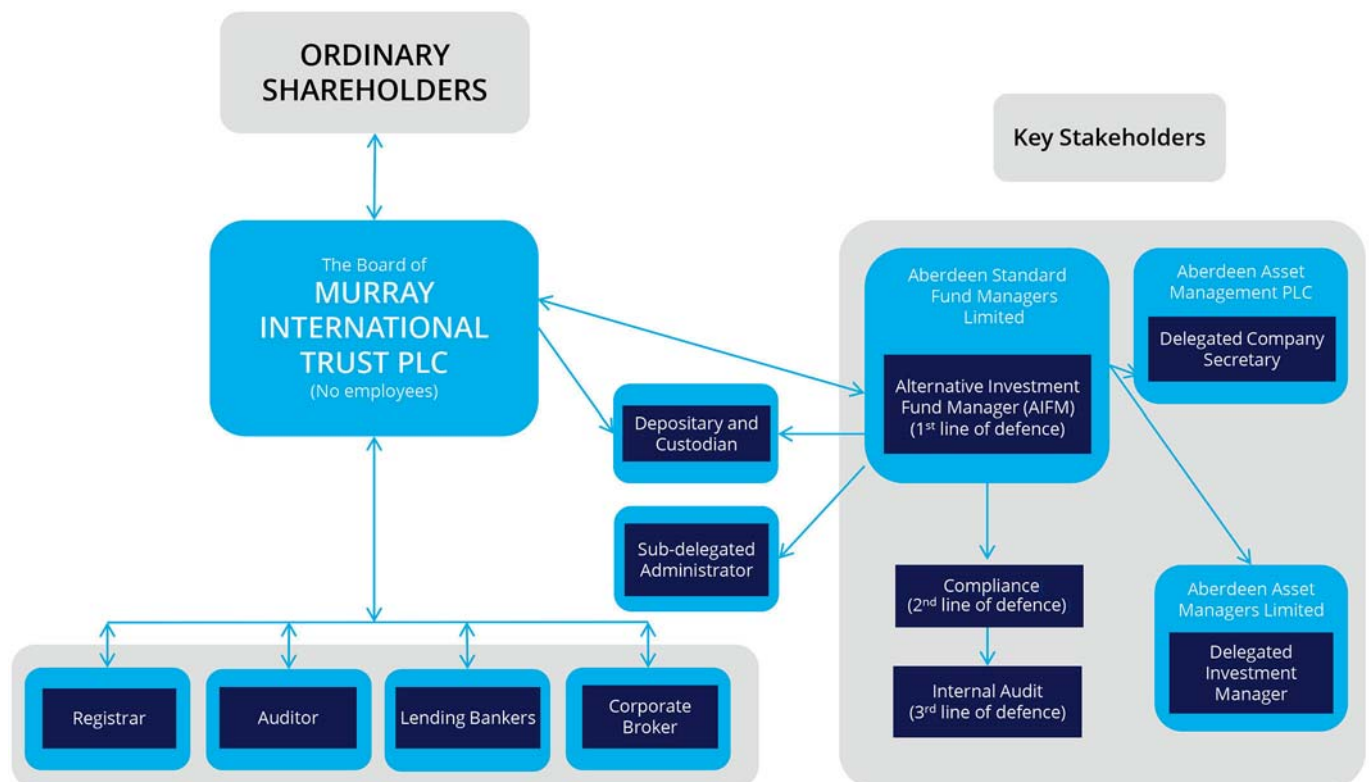 ORDINARY
SHAREHOLDERS
Key Stakeholders
The Board of
MURRAY
INTERNATIONAL
TRUST PLC
(No employees)
Aberdeen Standard
Fund Managers
Limited
Alternative Investment
Fund Manager (AIFM)
(1st line of defence)
Aberdeen Asset
Management PLC
Delegated Company
Secretary
Depositary and
Custodian
Sub-delegated
Administrator
Compliance
(2nd line of defence)
Internal Audit
(3rd line of defence)
Aberdeen Asset
Managers Limited
Delegated
Investment
Manager
Registrar
Auditor
Lending Bankers
Corporate
Broker